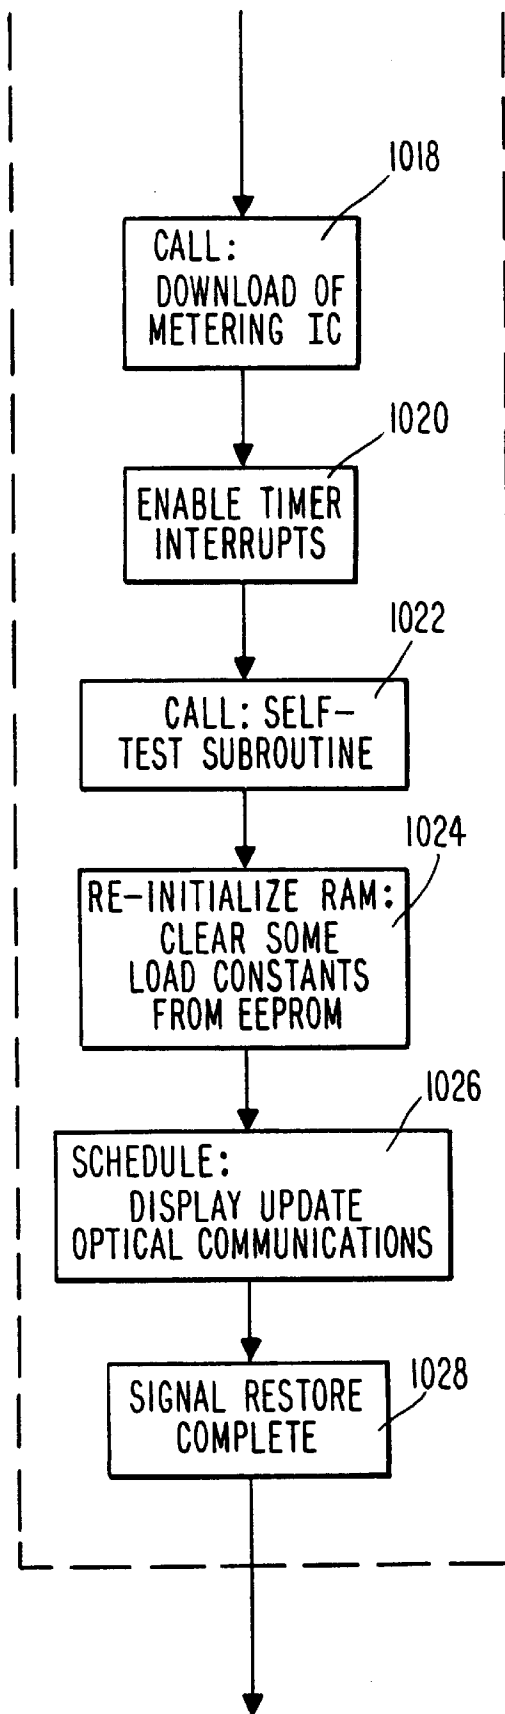 1018
CALL:
DOWNLOAD OF
METERING IC
1020
ENABLE TIMER
INTERRUPTS
1022
CALL: SELF-
TEST SUBROUTINE
1024
RE-INITIALIZE RAM:
CLEAR SOME
LOAD CONSTANTS
FROM EEPROM
1026
SCHEDULE:
DISPLAY UPDATE
OPTICAL COMMUNICATIONS
1028
SIGNAL RESTORE
COMPLETE